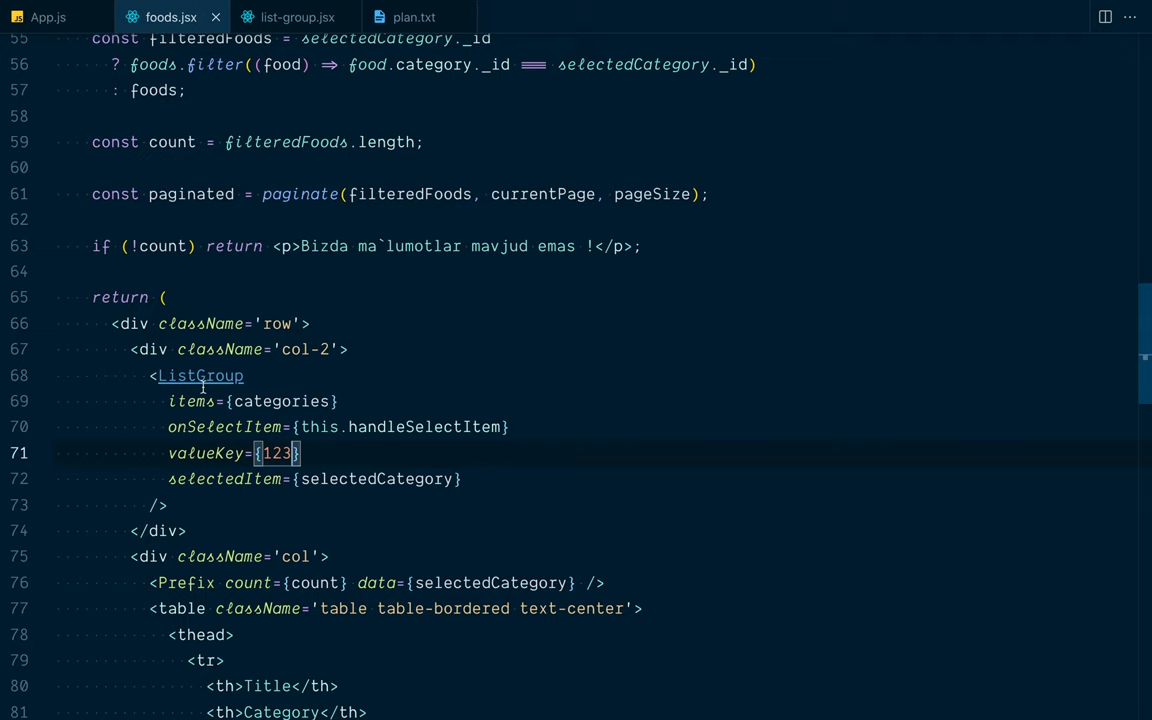 JS App.js foods.jsx × list-group.jsx plan.txt ···
55 const filteredFoods = selectedCategory._id
56 ? foods.filter((food) => food.category._id === selectedCategory._id)
57 : foods;
58
59 const count = filteredFoods.length;
60
61 const paginated = paginate(filteredFoods, currentPage, pageSize);
62
63 if (!count) return <p>Bizda ma`lumotlar mavjud emas !</p>;
64
65 return (
66 <div className='row'>
67 <div className='col-2'>
68 <ListGroup
69 items={categories}
70 onSelectItem={this.handleSelectItem}
71 valueKey={123}
72 selectedItem={selectedCategory}
73 />
74 </div>
75 <div className='col'>
76 <Prefix count={count} data={selectedCategory} />
77 <table className='table table-bordered text-center'>
78 <thead>
79 <tr>
80 <th>Title</th>
81 <th>Category</th>